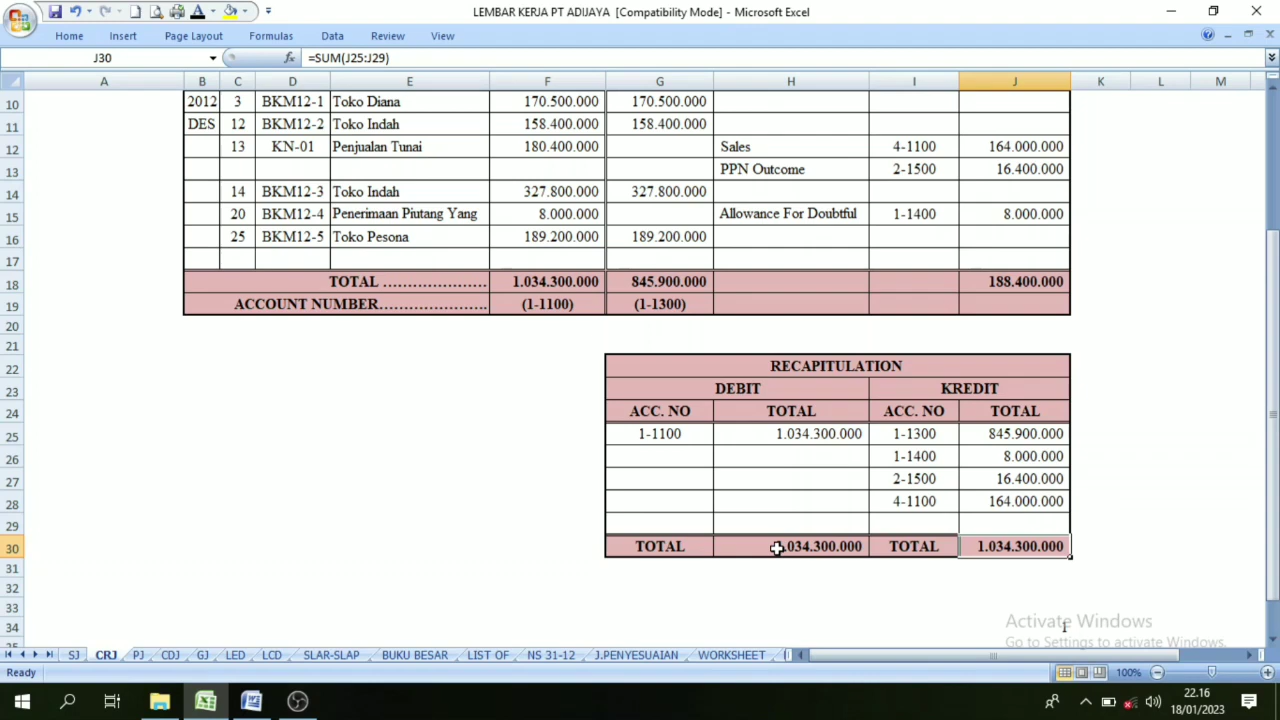 LEMBAR KERJA PT ADIJAYA [Compatibility Mode] - Microsoft Excel
Home Insert Page Layout Formulas Data Review View
J30 fx =SUM(J25:J29)
A B C D E F G H I J K L M
10 2012 3 BKM12-1 Toko Diana 170.500.000 170.500.000
11 DES 12 BKM12-2 Toko Indah 158.400.000 158.400.000
12 13 KN-01 Penjualan Tunai 180.400.000 Sales 4-1100 164.000.000
13 PPN Outcome 2-1500 16.400.000
14 14 BKM12-3 Toko Indah 327.800.000 327.800.000
15 20 BKM12-4 Penerimaan Piutang Yang 8.000.000 Allowance For Doubtful 1-1400 8.000.000
16 25 BKM12-5 Toko Pesona 189.200.000 189.200.000
17
18 TOTAL ………………… 1.034.300.000 845.900.000 188.400.000
19 ACCOUNT NUMBER…………………. (1-1100) (1-1300)
20
21
22 RECAPITULATION
23 DEBIT KREDIT
24 ACC. NO TOTAL ACC. NO TOTAL
25 1-1100 1.034.300.000 1-1300 845.900.000
26 1-1400 8.000.000
27 2-1500 16.400.000
28 4-1100 164.000.000
29
30 TOTAL .034.300.000 TOTAL 1.034.300.000
31
32
33
34
Activate Windows
Go to Settings to activate Windows.
SJ CRJ PJ CDJ GJ LED LCD SLAR-SLAP BUKU BESAR LIST OF NS 31-12 J.PENYESUAIAN WORKSHEET
Ready 100%
22.16
18/01/2023